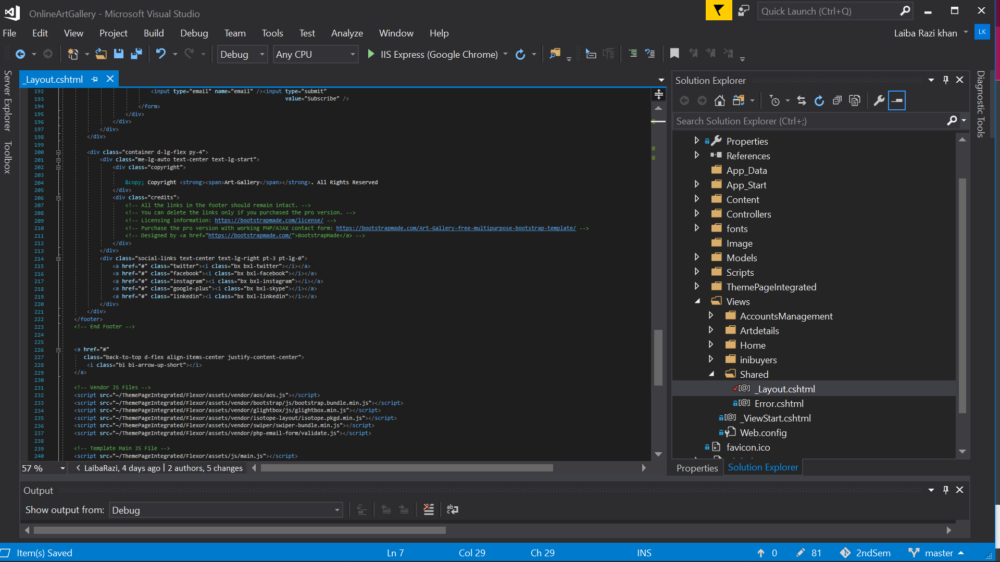 OnlineArtGallery - Microsoft Visual Studio
Quick Launch (Ctrl+Q)
File Edit View Project Build Debug Team Tools Test Analyze Window Help
Laiba Razi khan LK
Debug Any CPU IIS Express (Google Chrome)
Server Explorer
Toolbox
_Layout.cshtml
192 <input type="email" name="email" /><input type="submit"
193 value="Subscribe" />
194 </form>
195 </div>
196 </div>
197 </div>
198 </div>
199
200 <div class="container d-lg-flex py-4">
201 <div class="me-lg-auto text-center text-lg-start">
202 <div class="copyright">
203
204 &copy; Copyright <strong><span>Art-Gallery</span></strong>. All Rights Reserved
205 </div>
206 <div class="credits">
207 <!-- All the links in the footer should remain intact. -->
208 <!-- You can delete the links only if you purchased the pro version. -->
209 <!-- Licensing information: https://bootstrapmade.com/license/ -->
210 <!-- Purchase the pro version with working PHP/AJAX contact form: https://bootstrapmade.com/Art-Gallery-free-multipurpose-bootstrap-template/ -->
211 <!-- Designed by <a href="https://bootstrapmade.com/">BootstrapMade</a> -->
212 </div>
213 </div>
214 <div class="social-links text-center text-lg-right pt-3 pt-lg-0">
215 <a href="#" class="twitter"><i class="bx bxl-twitter"></i></a>
216 <a href="#" class="facebook"><i class="bx bxl-facebook"></i></a>
217 <a href="#" class="instagram"><i class="bx bxl-instagram"></i></a>
218 <a href="#" class="google-plus"><i class="bx bxl-skype"></i></a>
219 <a href="#" class="linkedin"><i class="bx bxl-linkedin"></i></a>
220 </div>
221 </div>
222 </footer>
223 <!-- End Footer -->
224
225
226 <a href="#"
227 class="back-to-top d-flex align-items-center justify-content-center">
228 <i class="bi bi-arrow-up-short"></i>
229 </a>
230
231 <!-- Vendor JS Files -->
232 <script src="~/ThemePageIntegrated/Flexor/assets/vendor/aos/aos.js"></script>
233 <script src="~/ThemePageIntegrated/Flexor/assets/vendor/bootstrap/js/bootstrap.bundle.min.js"></script>
234 <script src="~/ThemePageIntegrated/Flexor/assets/vendor/glightbox/js/glightbox.min.js"></script>
235 <script src="~/ThemePageIntegrated/Flexor/assets/vendor/isotope-layout/isotope.pkgd.min.js"></script>
236 <script src="~/ThemePageIntegrated/Flexor/assets/vendor/swiper/swiper-bundle.min.js"></script>
237 <script src="~/ThemePageIntegrated/Flexor/assets/vendor/php-email-form/validate.js"></script>
238
239 <!-- Template Main JS File -->
240 <script src="~/ThemePageIntegrated/Flexor/assets/js/main.js"></script>
57 % LaibaRazi, 4 days ago | 2 authors, 5 changes
Solution Explorer
Search Solution Explorer (Ctrl+;)
Properties
References
App_Data
App_Start
Content
Controllers
fonts
Image
Models
Scripts
ThemePageIntegrated
Views
AccountsManagement
Artdetails
Home
inibuyers
Shared
_Layout.cshtml
Error.cshtml
_ViewStart.cshtml
Web.config
favicon.ico
Properties Solution Explorer
Diagnostic Tools
Output
Show output from: Debug
Item(s) Saved Ln 7 Col 29 Ch 29 INS 0 81 2ndSem master